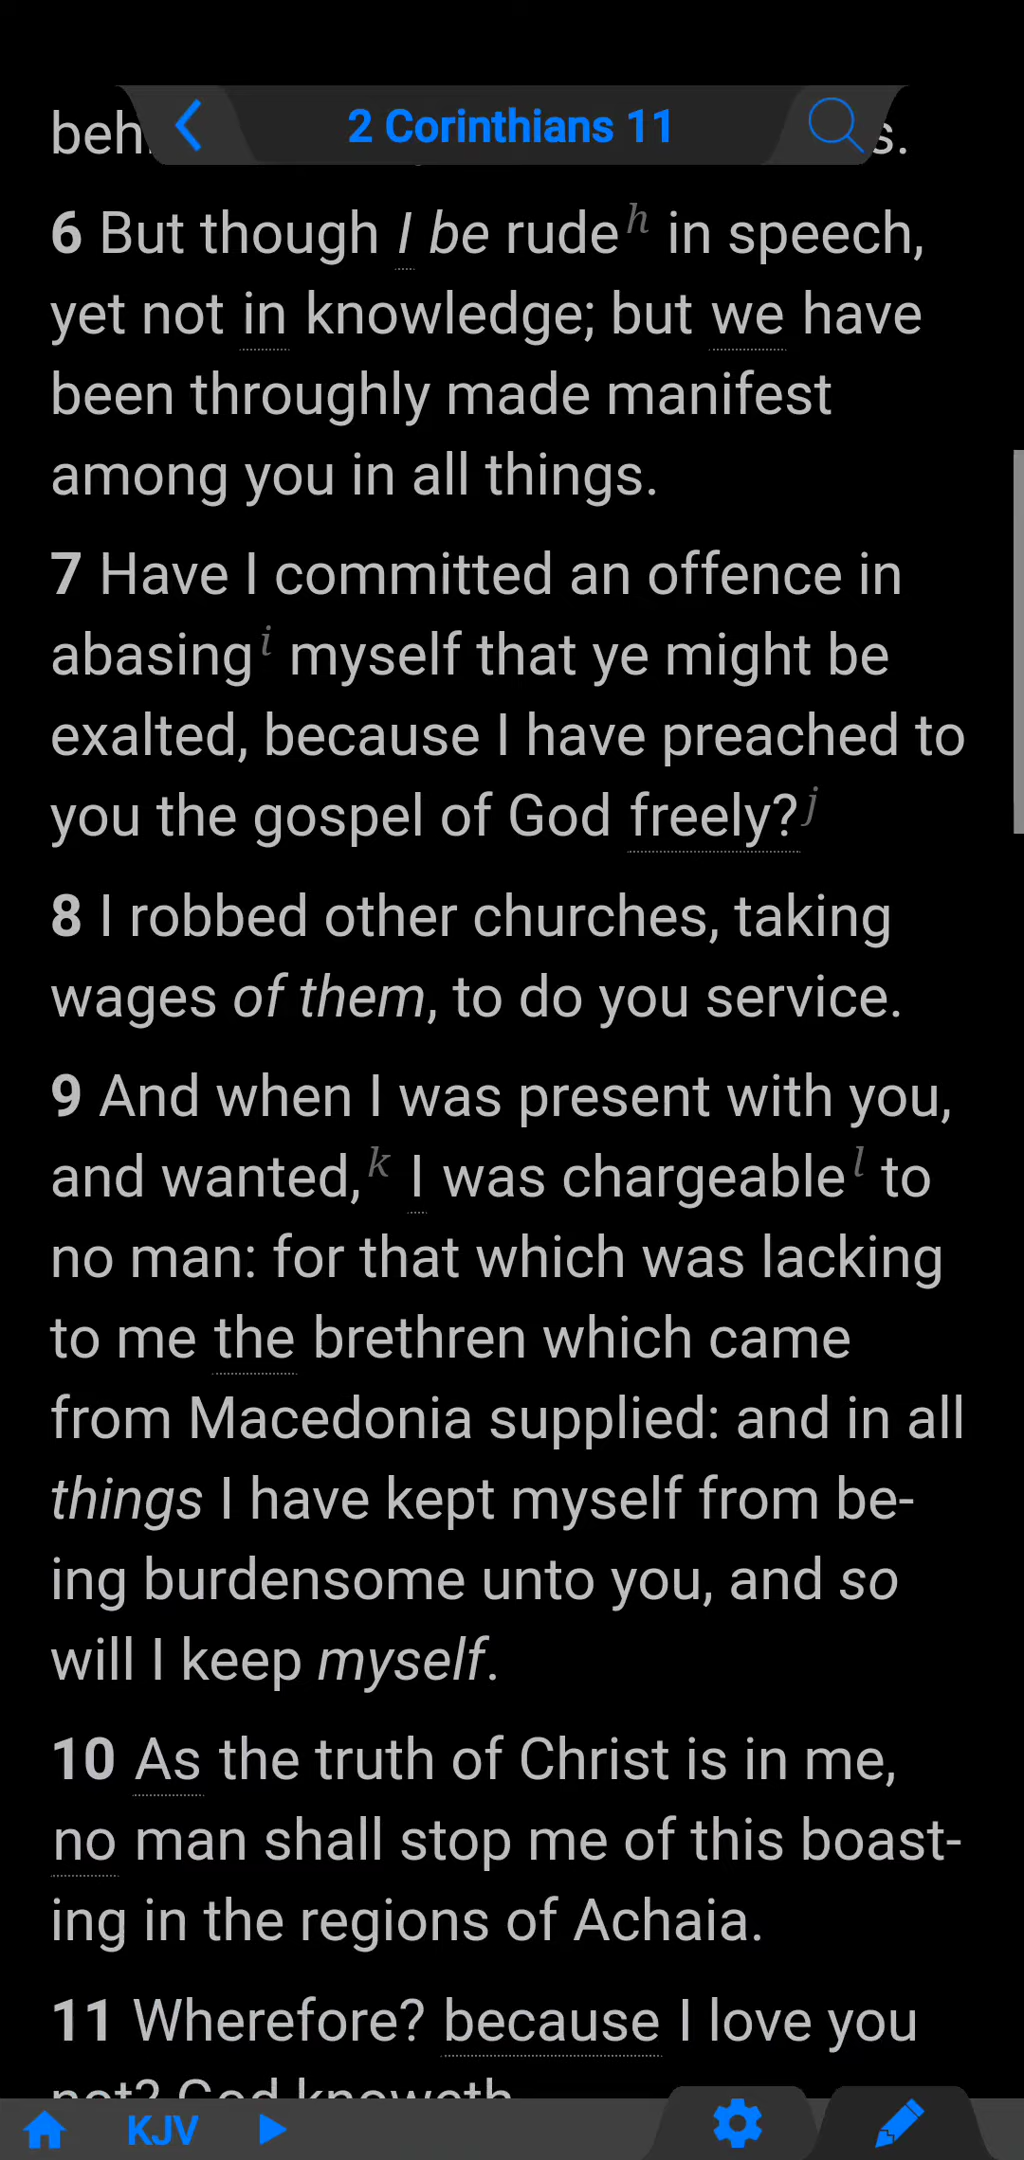 2 Corinthians 11
6 But though I be rude h in speech,
yet not in knowledge; but we have
been throughly made manifest
among you in all things.
7 Have I committed an offence in
abasing i myself that ye might be
exalted, because I have preached to
you the gospel of God freely? j
8 I robbed other churches, taking
wages of them, to do you service.
9 And when I was present with you,
and wanted, k I was chargeable l to
no man: for that which was lacking
to me the brethren which came
from Macedonia supplied: and in all
things I have kept myself from be-
ing burdensome unto you, and so
will I keep myself.
10 As the truth of Christ is in me,
no man shall stop me of this boast-
ing in the regions of Achaia.
11 Wherefore? because I love you
not? God knoweth
KJV